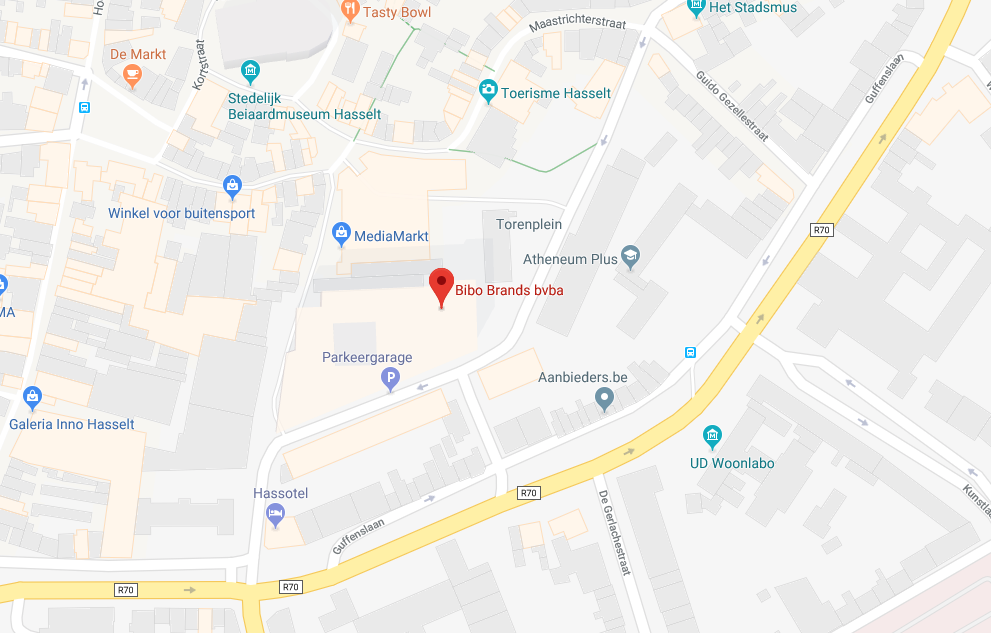 Ho
Tasty Bowl
Het Stadsmus
Maastrichterstraat
De Markt
Kortstraat
Stedelijk
Beiaardmuseum Hasselt
Toerisme Hasselt
Guido Gezellestraat
Guffenslaan
Winkel voor buitensport
MediaMarkt
Torenplein
Atheneum Plus
R70
Bibo Brands bvba
MA
Parkeergarage
P
Aanbieders.be
Galeria Inno Hasselt
UD Woonlabo
Hassotel
R70
Kunstlaa
Guffenslaan
De Gerlachestraat
R70
R70